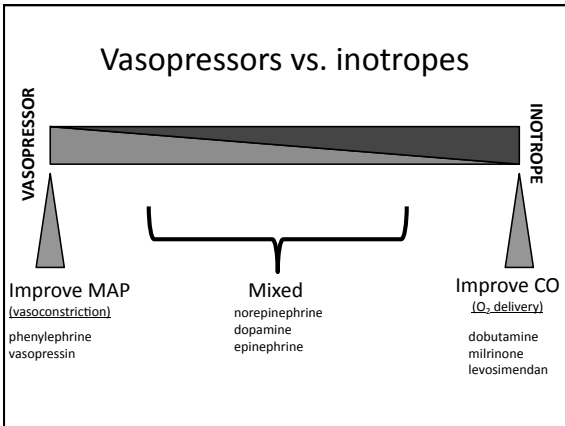 Vasopressors vs. inotropes
VASOPRESSOR
INOTROPE
Improve MAP
(vasoconstriction)
phenylephrine
vasopressin
Mixed
norepinephrine
dopamine
epinephrine
Improve CO
(O₂ delivery)
dobutamine
milrinone
levosimendan